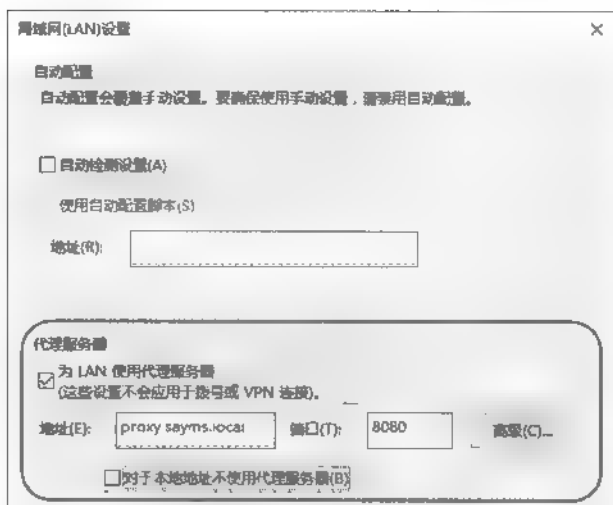 局域网(LAN)设置
自动配置
自动配置会覆盖手动设置。要确保使用手动设置，请禁用自动配置。
自动检测设置(A)
使用自动配置脚本(S)
地址(R):
代理服务器
为 LAN 使用代理服务器
(这些设置不会应用于拨号或 VPN 连接)。
地址(E): proxy.sayms.local 端口(T): 8080 高级(C)...
对于本地地址不使用代理服务器(B)